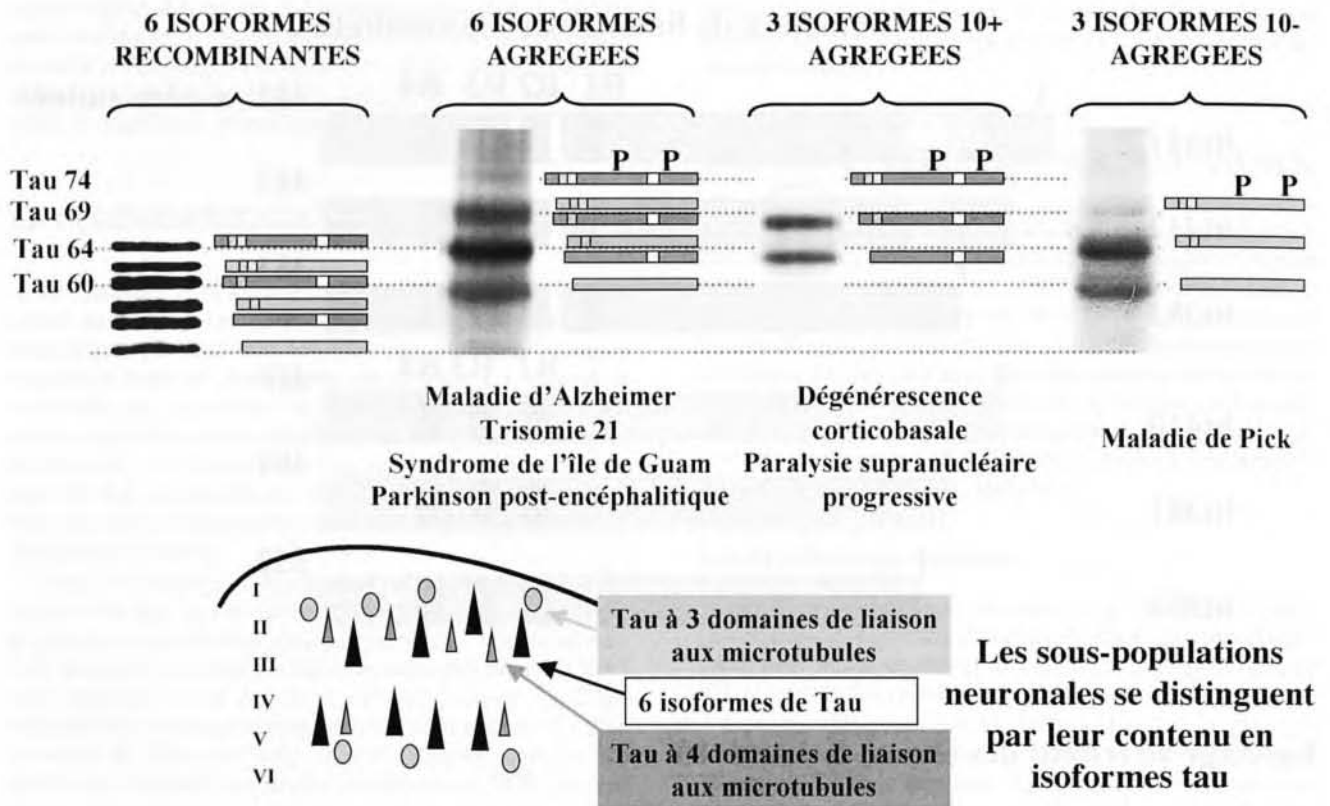 6 ISOFORMES
RECOMBINANTES
6 ISOFORMES
AGREGEES
3 ISOFORMES 10+
AGREGEES
3 ISOFORMES 10-
AGREGEES
Tau 74
Tau 69
Tau 64
Tau 60
P P
P P
P P
Maladie d'Alzheimer
Trisomie 21
Syndrome de l'île de Guam
Parkinson post-encéphalitique
Dégénérescence
corticobasale
Paralysie supranucléaire
progressive
Maladie de Pick
I
II
III
IV
V
VI
Tau à 3 domaines de liaison
aux microtubules
6 isoformes de Tau
Tau à 4 domaines de liaison
aux microtubules
Les sous-populations
neuronales se distinguent
par leur contenu en
isoformes tau